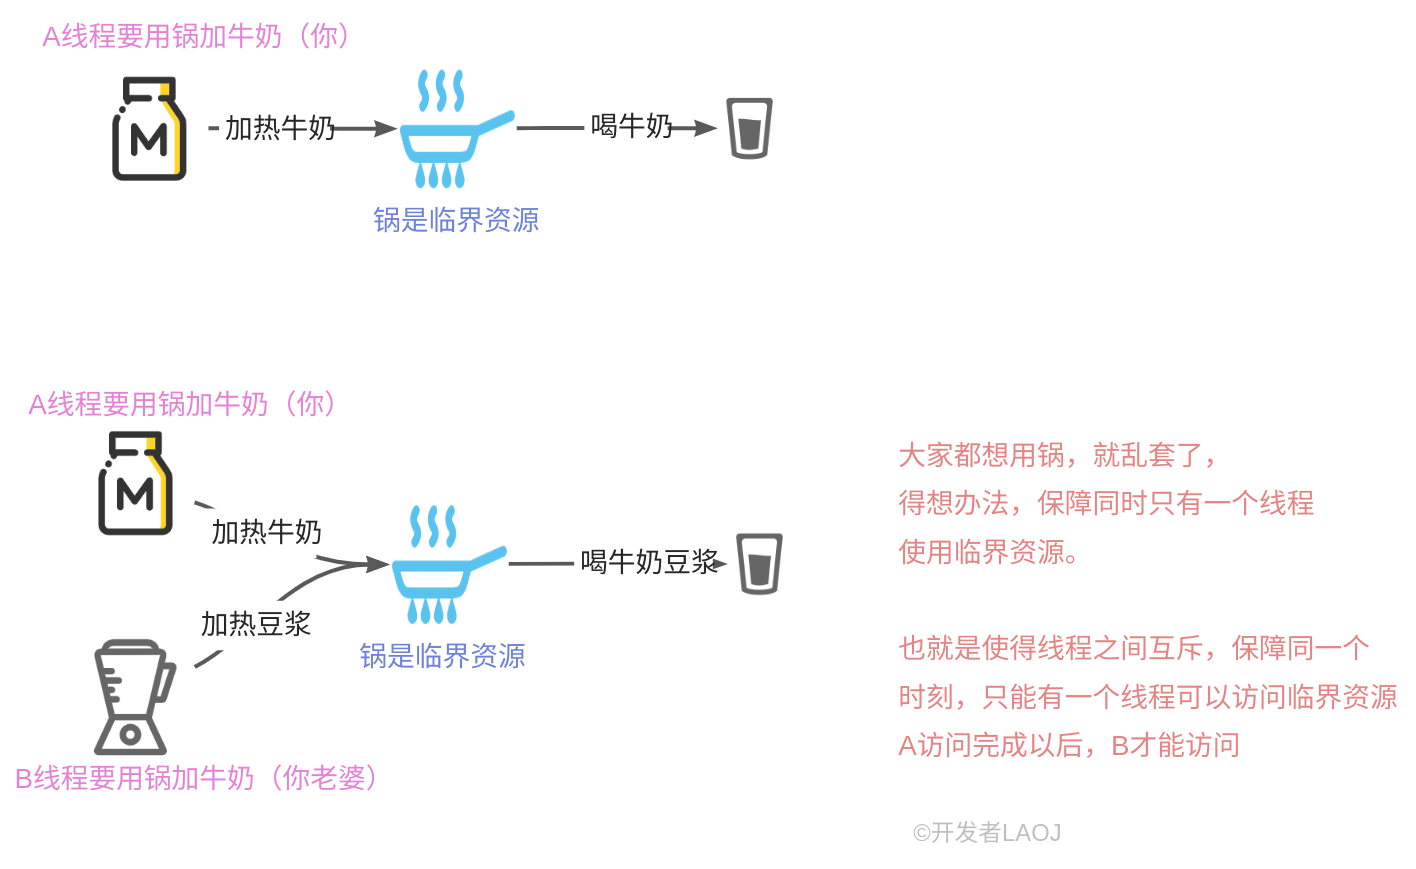 A线程要用锅加牛奶（你）
M
加热牛奶
喝牛奶
锅是临界资源
A线程要用锅加牛奶（你）
M
加热牛奶
喝牛奶豆浆
加热豆浆
锅是临界资源
B线程要用锅加牛奶（你老婆）
大家都想用锅，就乱套了，
得想办法，保障同时只有一个线程
使用临界资源。
也就是使得线程之间互斥，保障同一个
时刻，只能有一个线程可以访问临界资源
A访问完成以后，B才能访问
©开发者LAOJ